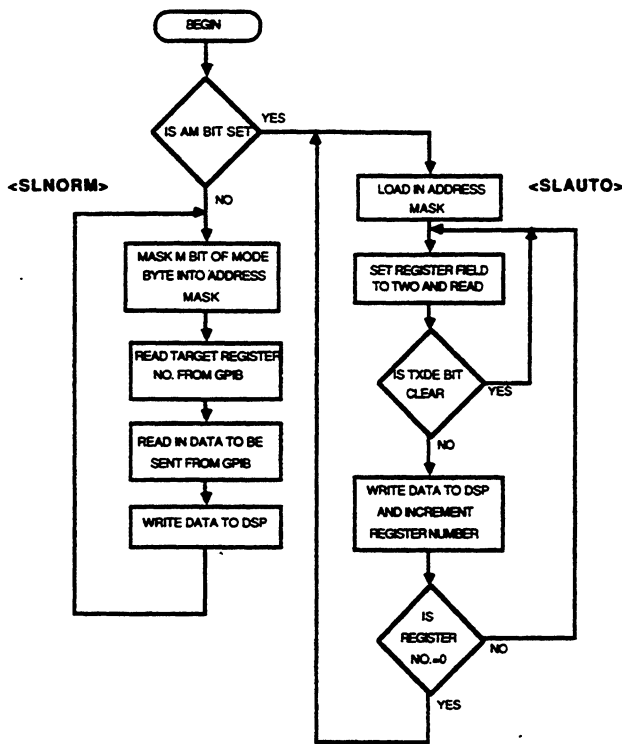 BEGIN
IS AM BIT SET
YES
NO
<SLNORM>
MASK M BIT OF MODE
BYTE INTO ADDRESS
MASK
READ TARGET REGISTER
NO. FROM GPIB
READ IN DATA TO BE
SENT FROM GPIB
WRITE DATA TO DSP
<SLAUTO>
LOAD IN ADDRESS
MASK
SET REGISTER FIELD
TO TWO AND READ
IS TXDE BIT
CLEAR
YES
NO
WRITE DATA TO DSP
AND INCREMENT
REGISTER NUMBER
IS
REGISTER
NO.=0
NO
YES